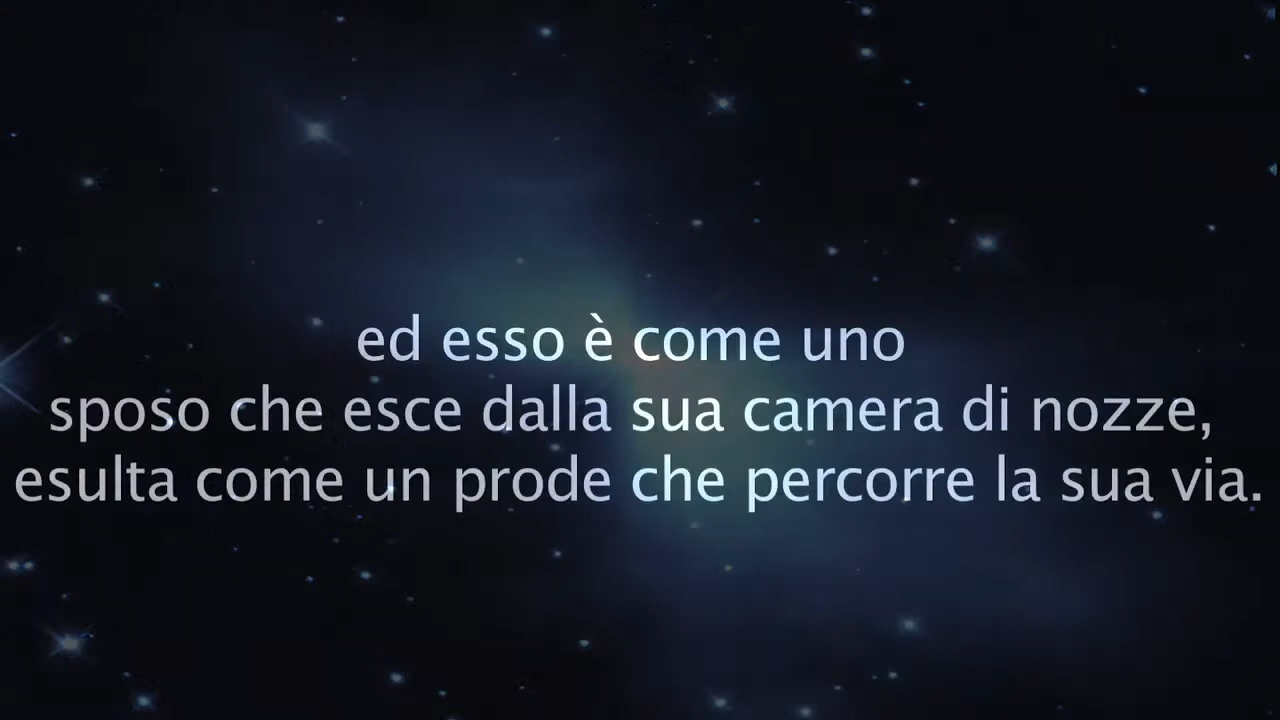 ed esso è come uno
sposo che esce dalla sua camera di nozze,
esulta come un prode che percorre la sua via.